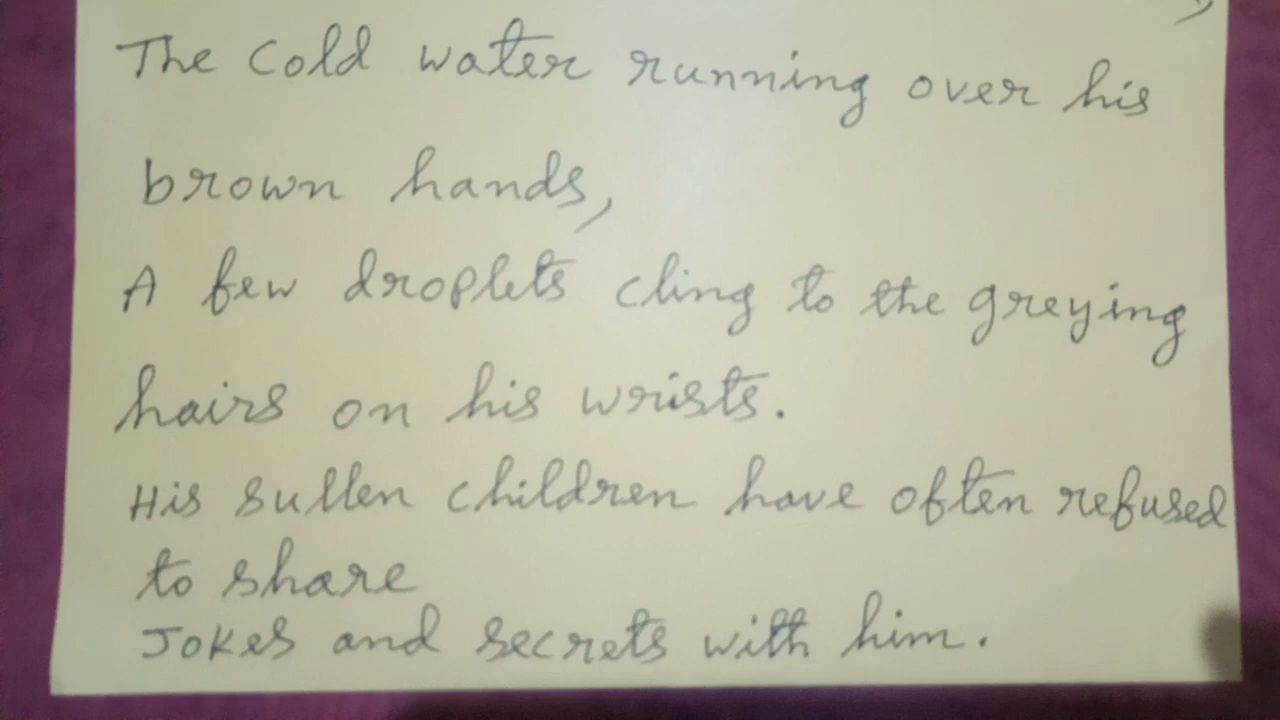 The cold water running over his
brown hands,
A few droplets cling to the greying
hairs on his wrists.
His sullen children have often refused
to share
Jokes and secrets with him.